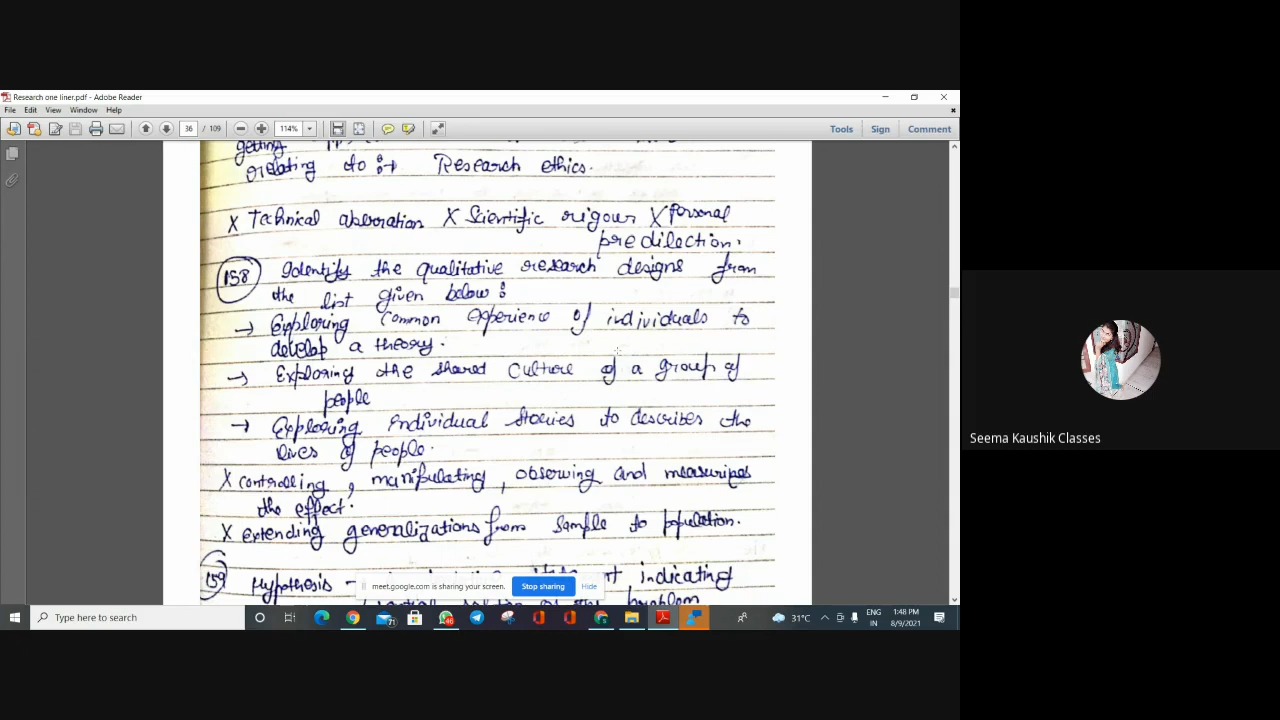 Research one liner.pdf - Adobe Reader
File Edit View Window Help
36 / 109 114% Tools Sign Comment
getting
relating to :→ Research ethics.
X Technical aberration X Scientific rigour X Personal
predilection.
158 Identify the qualitative research designs from
the list given below :
→ Exploring common experience of individuals to
develop a theory.
→ Exploring the shared culture of a group of
people
→ Exploring individual stories to describes the
lives of people.
X controlling, manipulating, observing and measuring
the effect.
X extending generalizations from sample to population.
159 Hypothesis - indicating
problem
meet.google.com is sharing your screen. Stop sharing Hide
Seema Kaushik Classes
Type here to search
71
31°C
ENG
IN
1:48 PM
8/9/2021